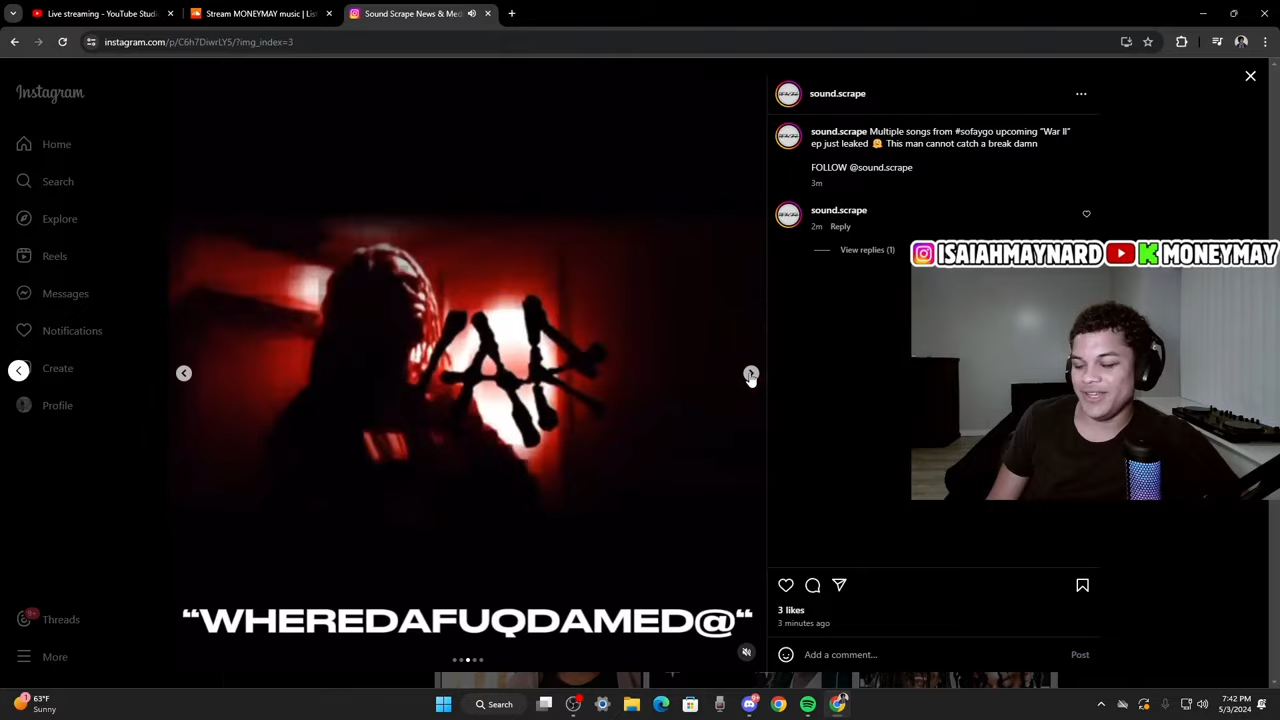 Live streaming - YouTube Studi
Stream MONEYMAY music | Lis
Sound Scrape News & Med
instagram.com/p/C6h7DiwrLY5/?img_index=3
Instagram
Home
Search
Explore
Reels
Messages
Notifications
Create
Profile
9+
Threads
More
WAR
"WHEREDAFUQDAMED@"
sound.scrape
sound.scrape Multiple songs from #sofaygo upcoming "War II"
ep just leaked 🫠 This man cannot catch a break damn
FOLLOW @sound.scrape
3m
sound.scrape
2m Reply
View replies (1)
ISAIAHMAYNARD K MONEYMAY
3 likes
3 minutes ago
Add a comment...
Post
1
63°F
Sunny
Search
7:42 PM
5/3/2024